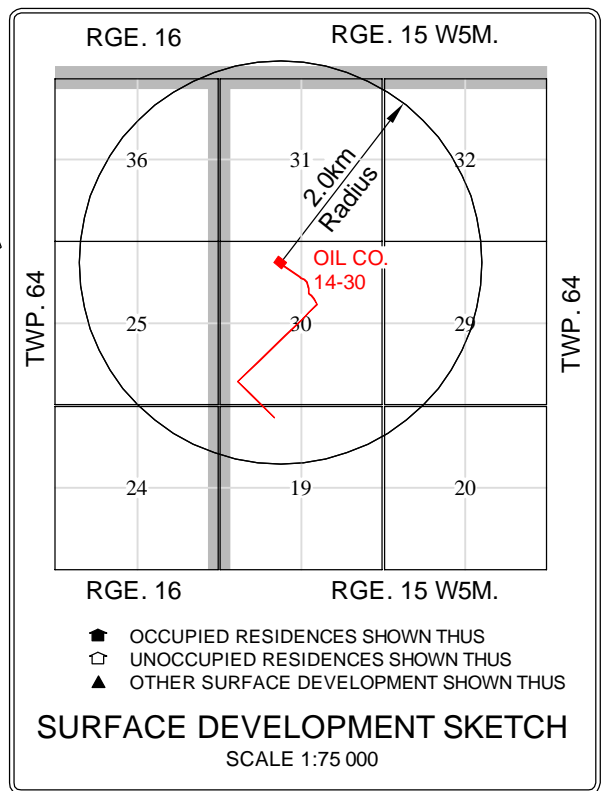 RGE. 16 RGE. 15 W5M.
36 31 32
2.0km
Radius
OIL CO.
14-30
TWP. 64
25 30 29
TWP. 64
24 19 20
RGE. 16 RGE. 15 W5M.
OCCUPIED RESIDENCES SHOWN THUS
UNOCCUPIED RESIDENCES SHOWN THUS
OTHER SURFACE DEVELOPMENT SHOWN THUS
SURFACE DEVELOPMENT SKETCH
SCALE 1:75 000